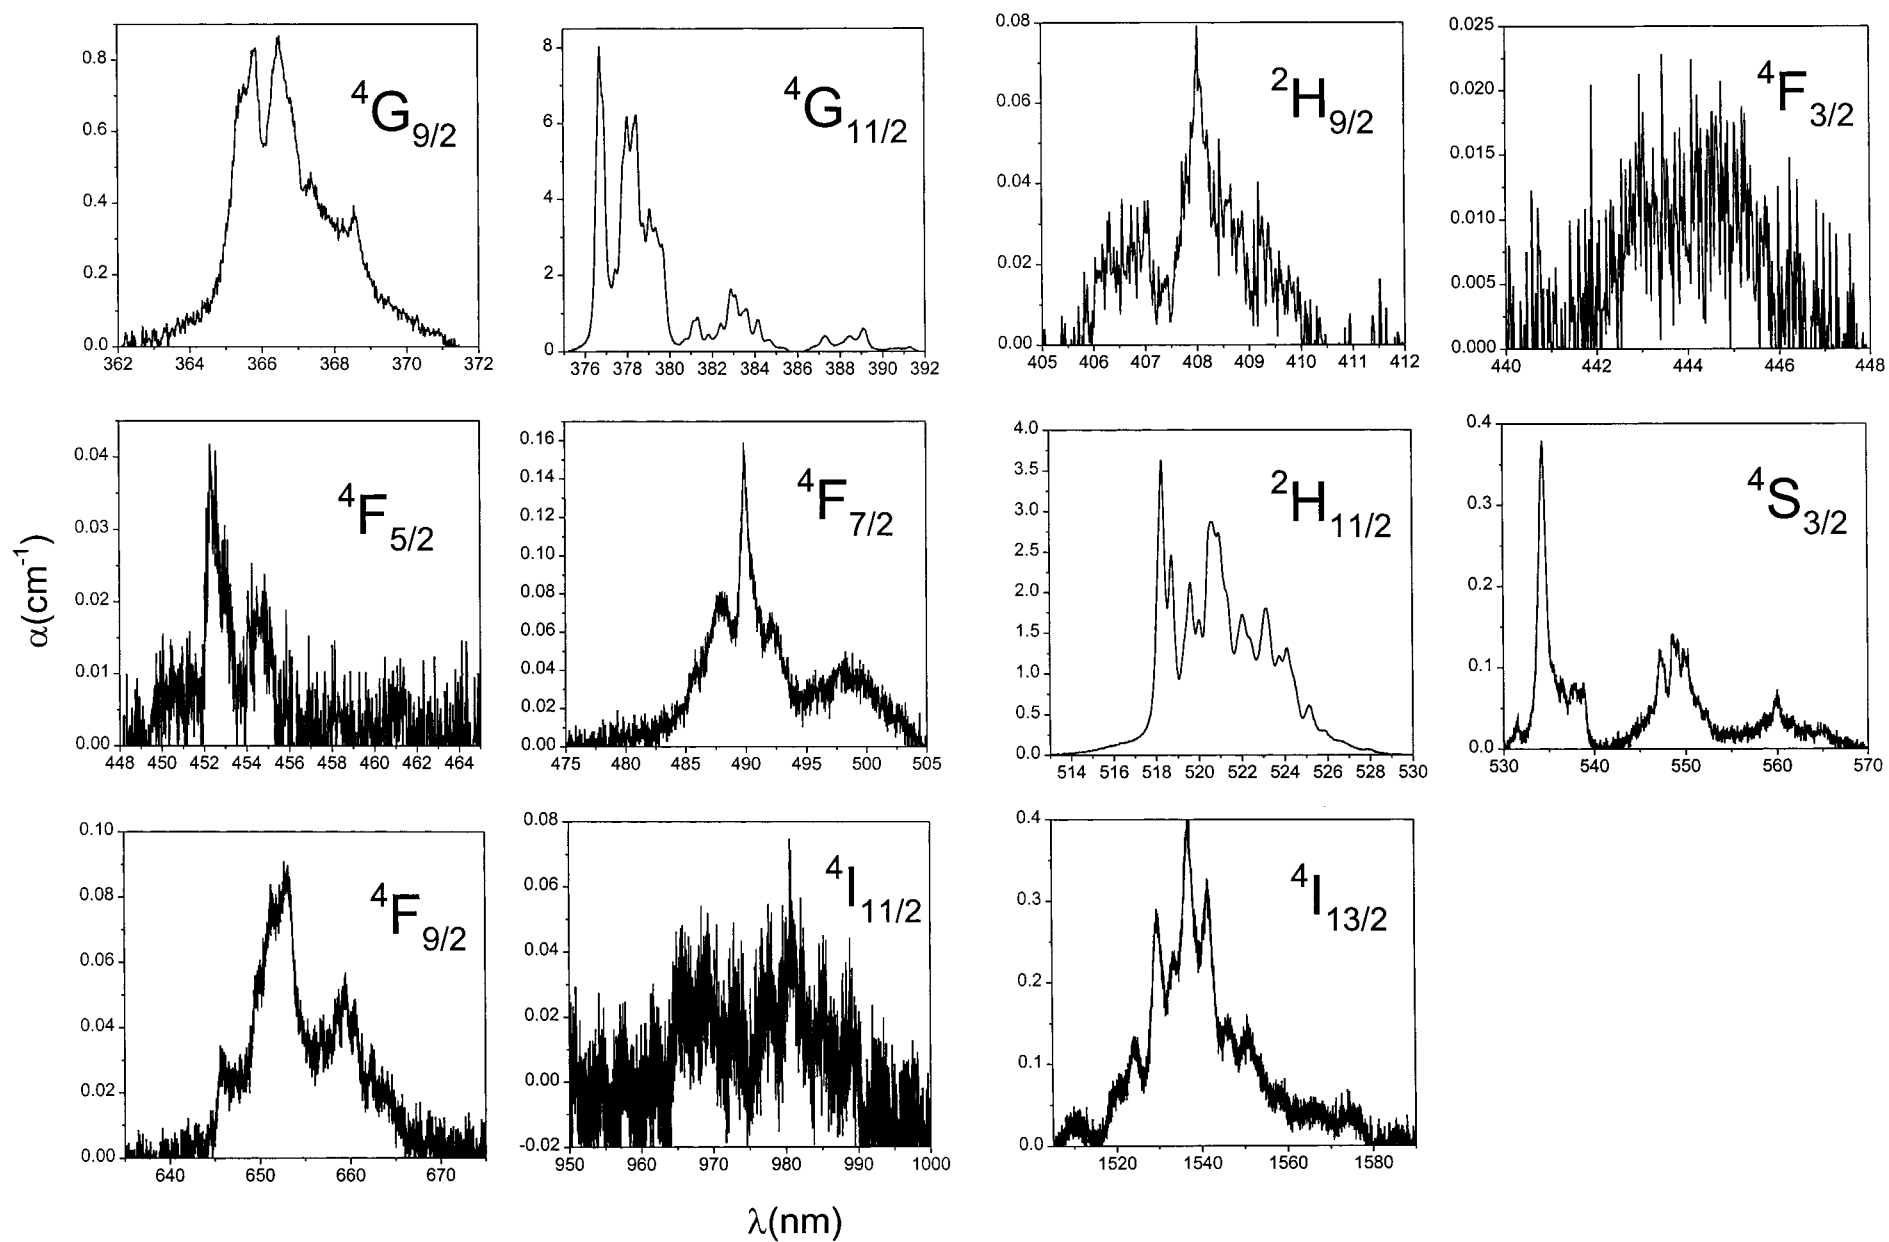 0.8
0.6
0.4
0.2
0.0
362 364 366 368 370 372
⁴G₉/₂
8
6
4
2
0
376 378 380 382 384 386 388 390 392
⁴G₁₁/₂
0.08
0.06
0.04
0.02
0.00
405 406 407 408 409 410 411 412
²H₉/₂
0.025
0.020
0.015
0.010
0.005
0.000
440 442 444 446 448
⁴F₃/₂
α(cm⁻¹)
0.04
0.03
0.02
0.01
0.00
448 450 452 454 456 458 460 462 464
⁴F₅/₂
0.16
0.14
0.12
0.10
0.08
0.06
0.04
0.02
0.00
475 480 485 490 495 500 505
⁴F₇/₂
4.0
3.5
3.0
2.5
2.0
1.5
1.0
0.5
0.0
514 516 518 520 522 524 526 528 530
²H₁₁/₂
0.4
0.3
0.2
0.1
0.0
530 540 550 560 570
⁴S₃/₂
0.10
0.08
0.06
0.04
0.02
0.00
640 650 660 670
⁴F₉/₂
0.08
0.06
0.04
0.02
0.00
-0.02
950 960 970 980 990 1000
⁴I₁₁/₂
0.4
0.3
0.2
0.1
0.0
1520 1540 1560 1580
⁴I₁₃/₂
λ(nm)